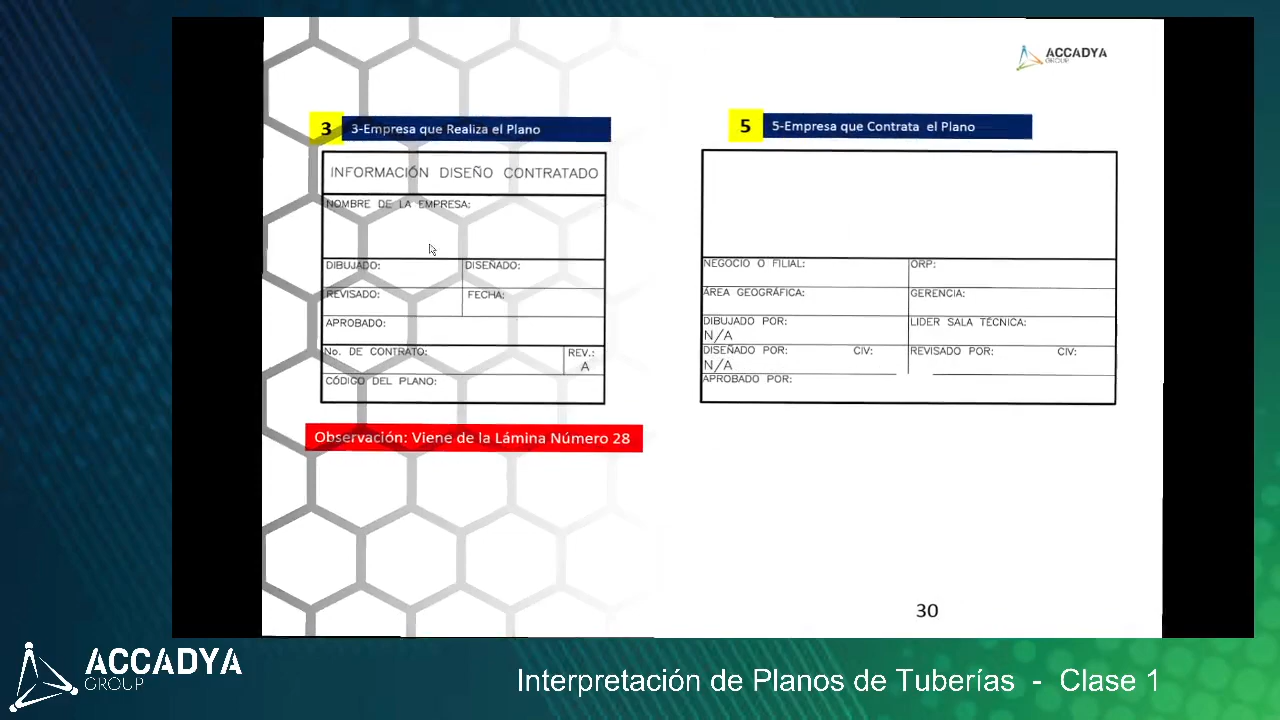 ACCADYA
GROUP
3
3-Empresa que Realiza el Plano
INFORMACIÓN DISEÑO CONTRATADO
NOMBRE DE LA EMPRESA:
DIBUJADO:
DISEÑADO:
REVISADO:
FECHA:
APROBADO:
No. DE CONTRATO:
REV.:
A
CÓDIGO DEL PLANO:
Observación: Viene de la Lámina Número 28
5
5-Empresa que Contrata el Plano
NEGOCIO O FILIAL:
ORP:
ÁREA GEOGRÁFICA:
GERENCIA:
DIBUJADO POR:
N/A
LIDER SALA TÉCNICA:
DISEÑADO POR: CIV:
N/A
REVISADO POR: CIV:
APROBADO POR:
30
ACCADYA
GROUP
Interpretación de Planos de Tuberías - Clase 1